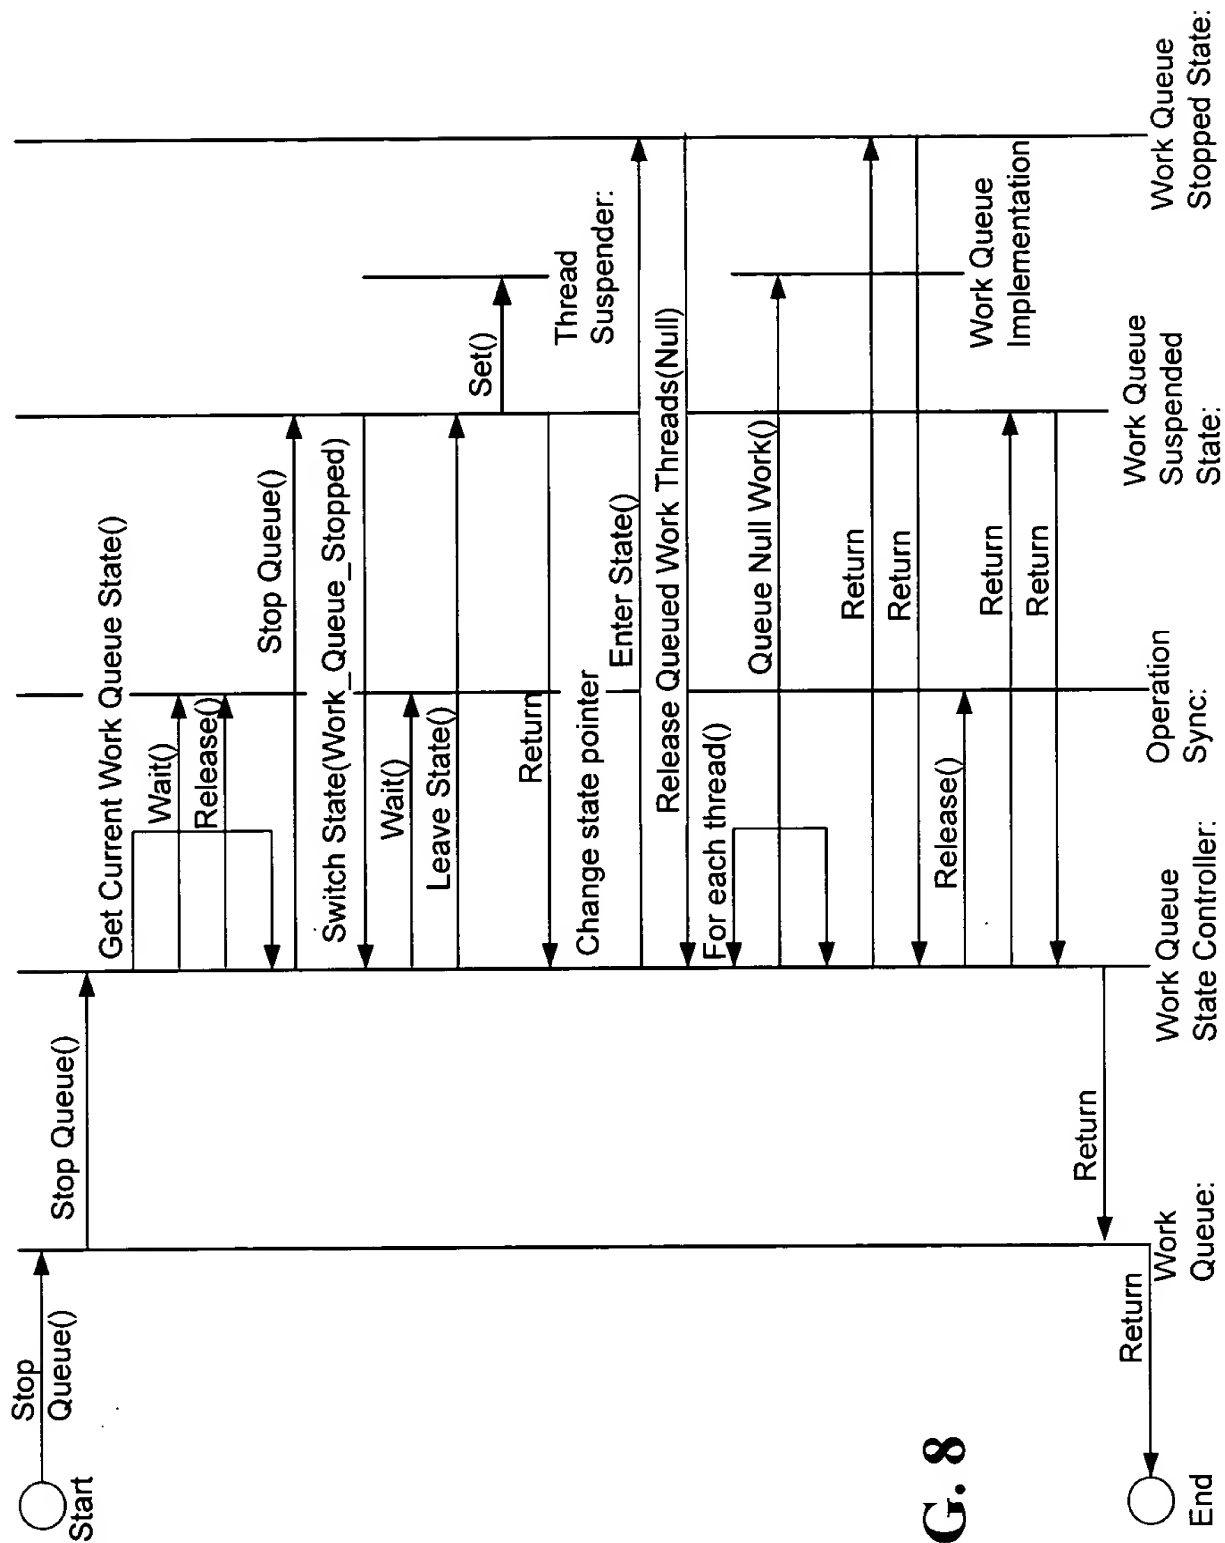 Stop
Queue()
Start
Stop Queue()
Get Current Work Queue State()
Wait()
Release()
Stop Queue()
Switch State(Work_Queue_Stopped)
Wait()
Leave State()
Set()
Return
Thread
Suspender:
Change state pointer
Enter State()
Release Queued Work Threads(Null)
For each thread()
Queue Null Work()
Return
Return
Release()
Work Queue
Implementation
Return
Return
Return
Return
End
Work
Queue:
Work Queue
State Controller:
Operation
Sync:
Work Queue
Suspended
State:
Work Queue
Stopped State:
G. 8